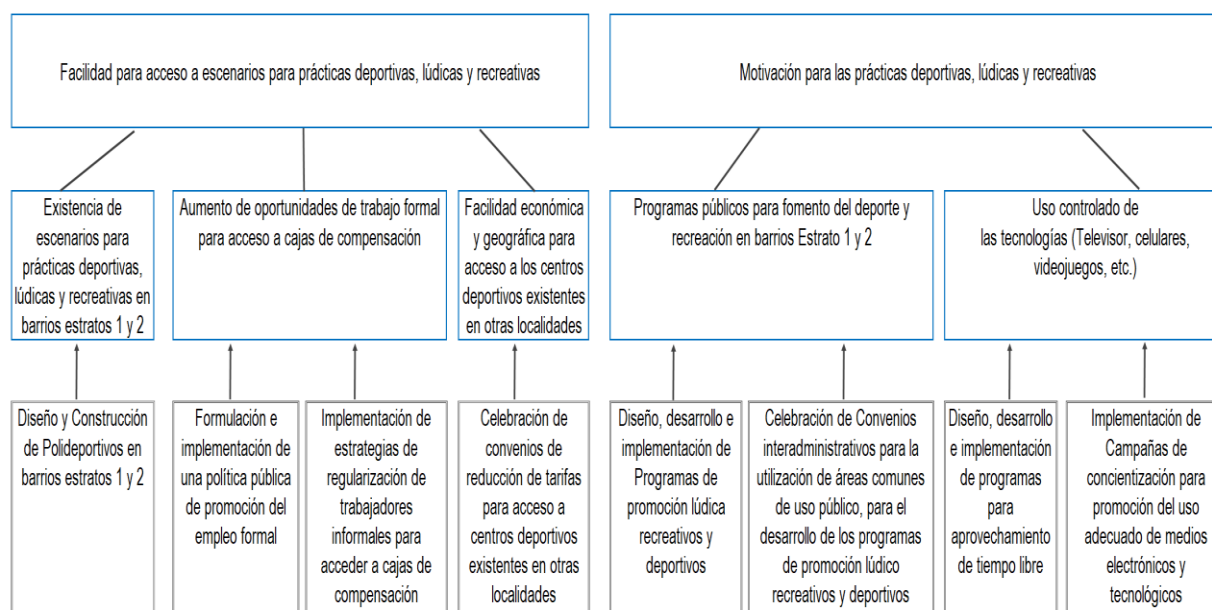 Facilidad para acceso a escenarios para prácticas deportivas, lúdicas y recreativas
Motivación para las prácticas deportivas, lúdicas y recreativas
Existencia de
escenarios para
prácticas deportivas,
lúdicas y recreativas en
barrios estratos 1 y 2
Aumento de oportunidades de trabajo formal
para acceso a cajas de compensación
Facilidad económica
y geográfica para
acceso a los centros
deportivos existentes
en otras localidades
Programas públicos para fomento del deporte y
recreación en barrios Estrato 1 y 2
Uso controlado de
las tecnologías (Televisor, celulares,
videojuegos, etc.)
Diseño y Construcción
de Polideportivos en
barrios estratos 1 y 2
Formulación e
implementación de
una política pública
de promoción del
empleo formal
Implementación de
estrategias de
regularización de
trabajadores
informales para
acceder a cajas de
compensación
Celebración de
convenios de
reducción de tarifas
para acceso a
centros deportivos
existentes en otras
localidades
Diseño, desarrollo e
implementación de
Programas de
promoción lúdica
recreativos y
deportivos
Celebración de Convenios
interadministrativos para la
utilización de áreas comunes
de uso público, para el
desarrollo de los programas
de promoción lúdico
recreativos y deportivos
Diseño, desarrollo
e implementación
de programas
para
aprovechamiento
de tiempo libre
Implementación de
Campañas de
concientización para
promoción del uso
adecuado de medios
electrónicos y
tecnológicos